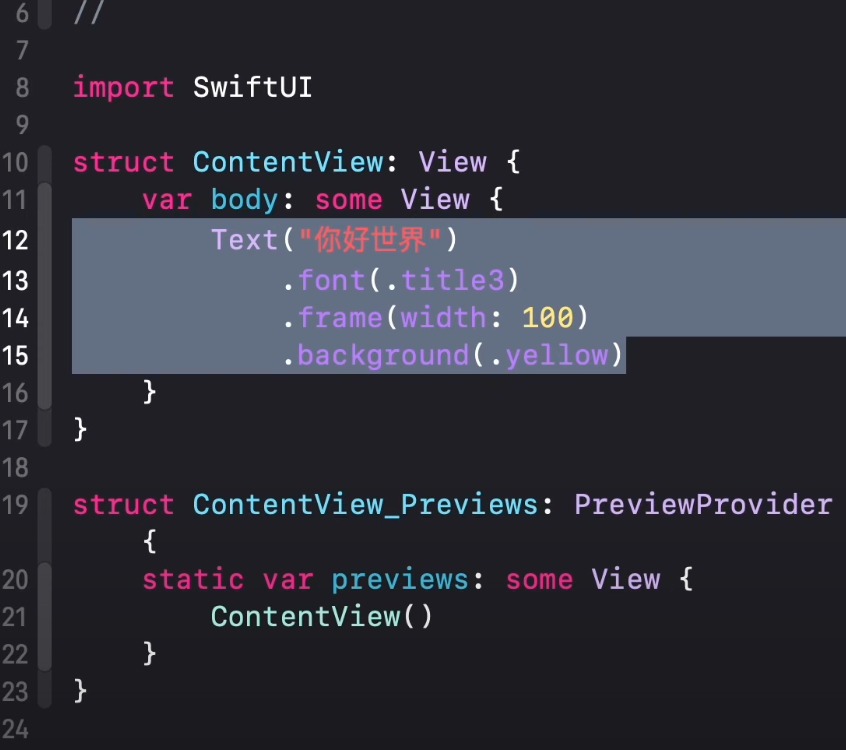 6 //
7
8 import SwiftUI
9
10 struct ContentView: View {
11     var body: some View {
12         Text("你好世界")
13             .font(.title3)
14             .frame(width: 100)
15             .background(.yellow)
16     }
17 }
18
19 struct ContentView_Previews: PreviewProvider
       {
20     static var previews: some View {
21         ContentView()
22     }
23 }
24